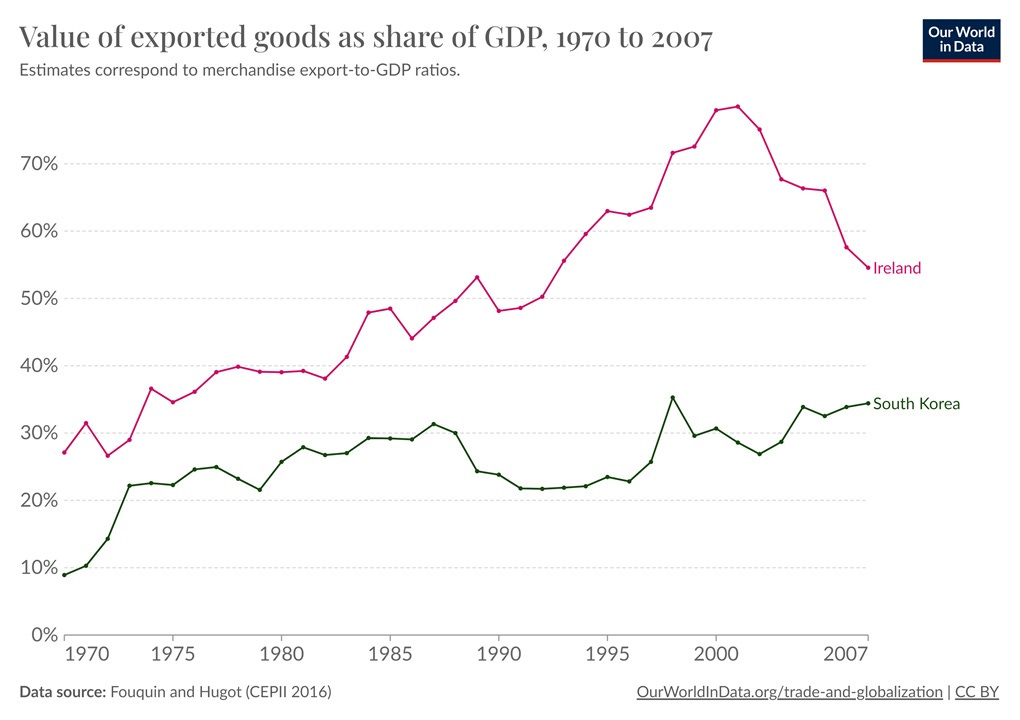 Value of exported goods as share of GDP, 1970 to 2007
Our World
in Data
Estimates correspond to merchandise export-to-GDP ratios.
70%
60%
50%
40%
30%
20%
10%
0%
Ireland
South Korea
1970 1975 1980 1985 1990 1995 2000 2007
Data source: Fouquin and Hugot (CEPII 2016)
OurWorldInData.org/trade-and-globalization | CC BY